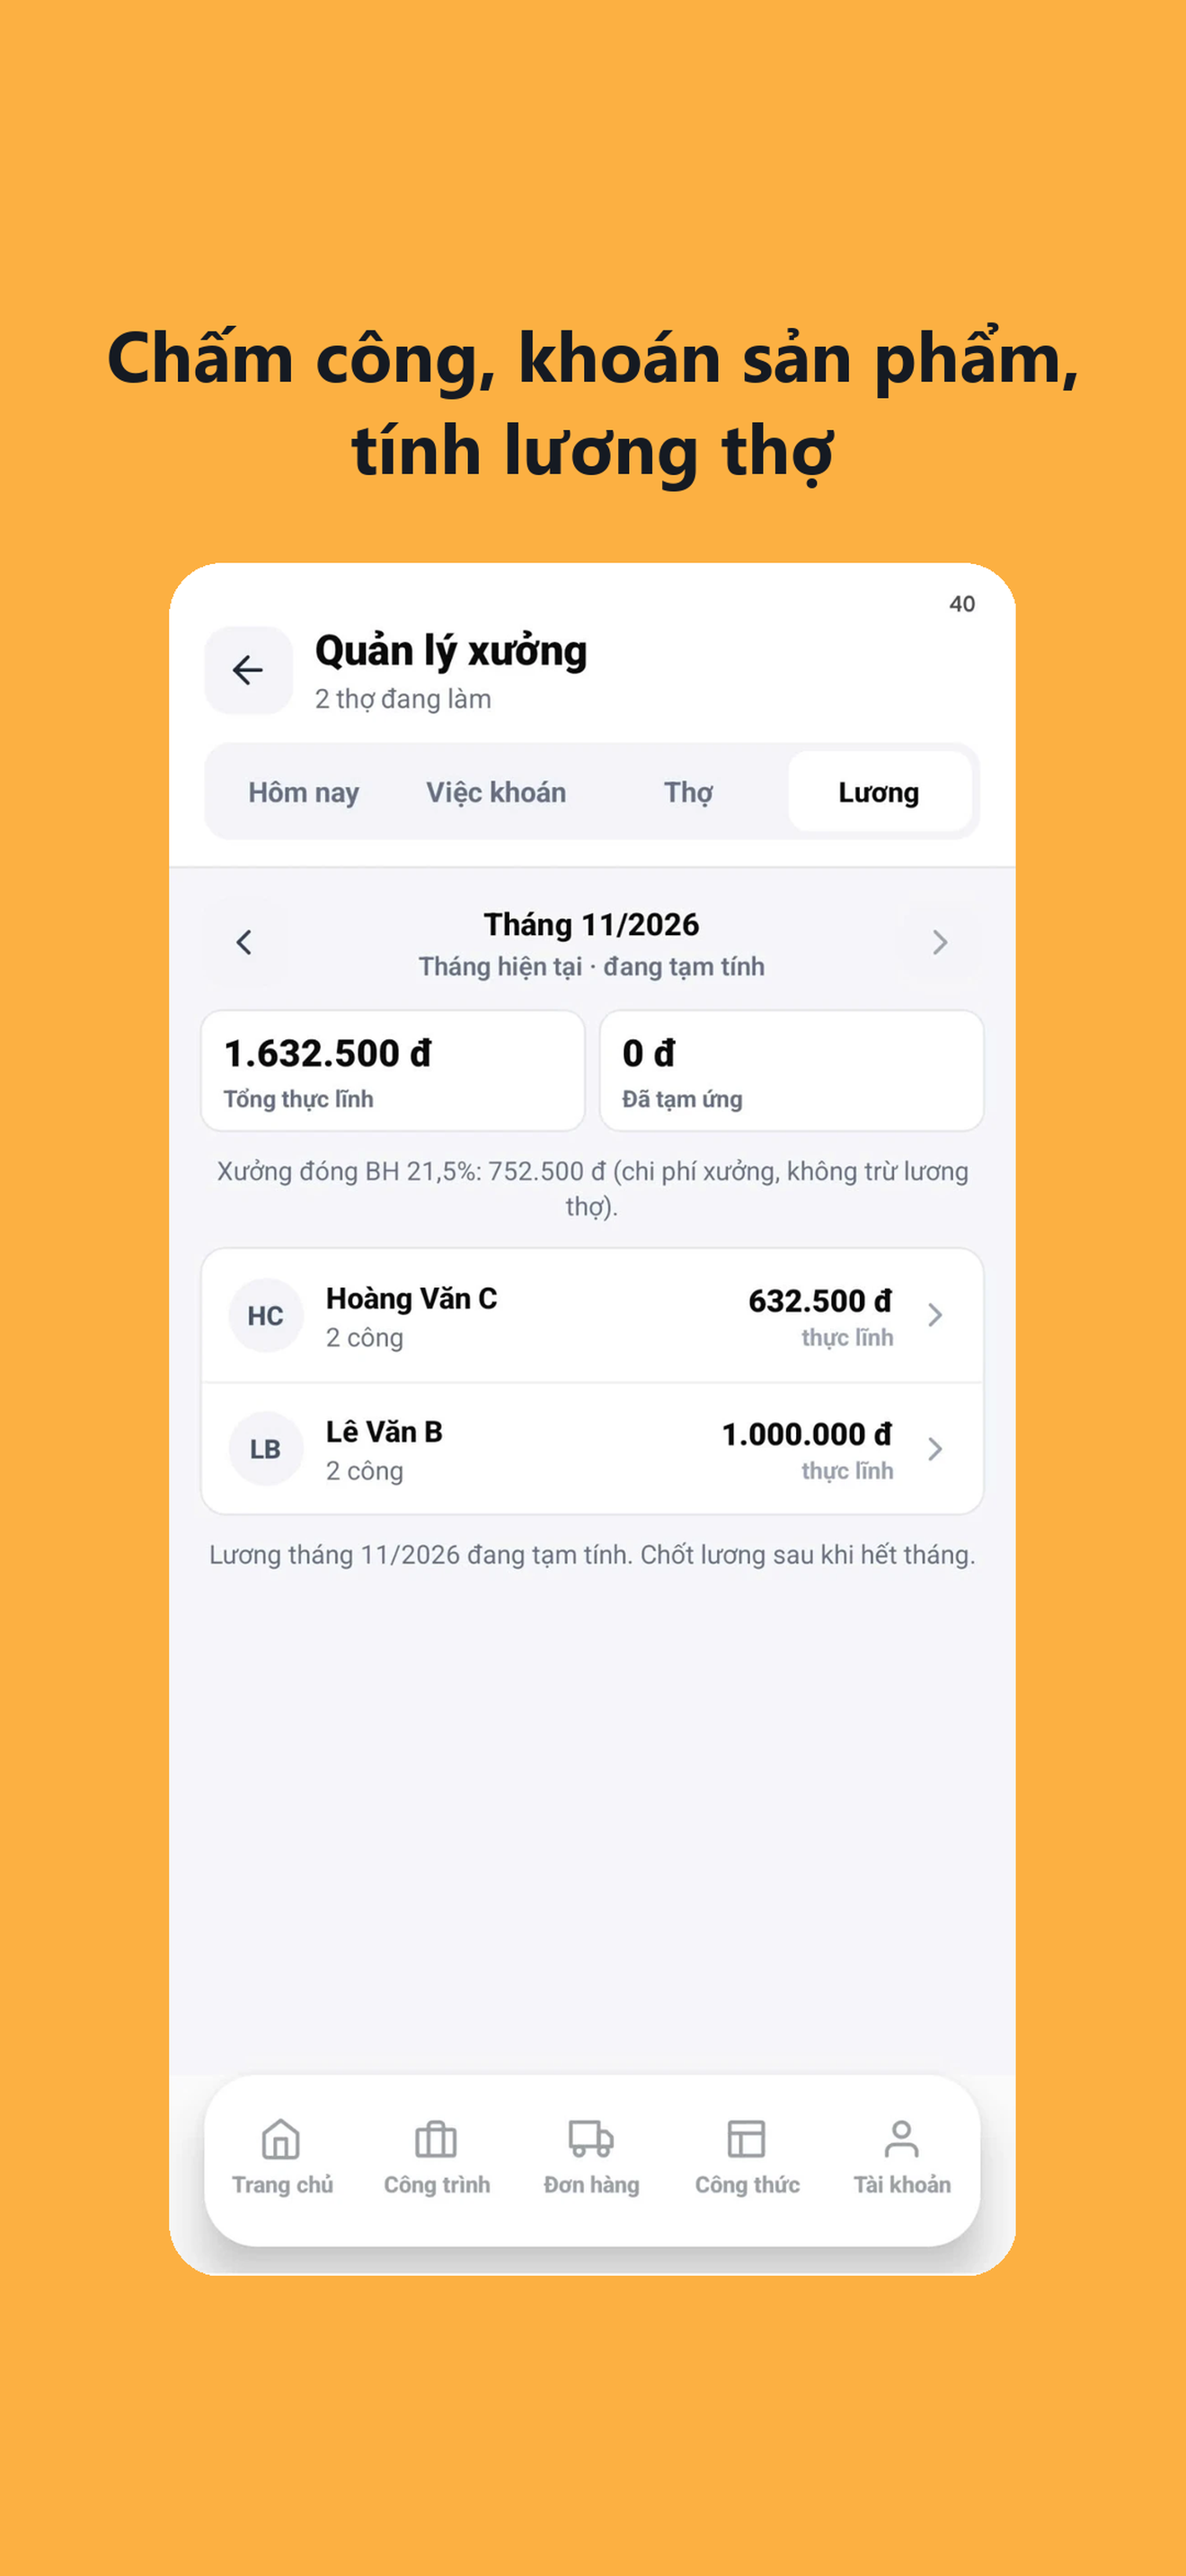 Chấm công, khoán sản phẩm,
tính lương thợ
40
Quản lý xưởng
2 thợ đang làm
Hôm nay
Việc khoán
Thợ
Lương
Tháng 11/2026
Tháng hiện tại · đang tạm tính
1.632.500 đ
Tổng thực lĩnh
0 đ
Đã tạm ứng
Xưởng đóng BH 21,5%: 752.500 đ (chi phí xưởng, không trừ lương
thợ).
HC
Hoàng Văn C
2 công
632.500 đ
thực lĩnh
LB
Lê Văn B
2 công
1.000.000 đ
thực lĩnh
Lương tháng 11/2026 đang tạm tính. Chốt lương sau khi hết tháng.
Trang chủ
Công trình
Đơn hàng
Công thức
Tài khoản